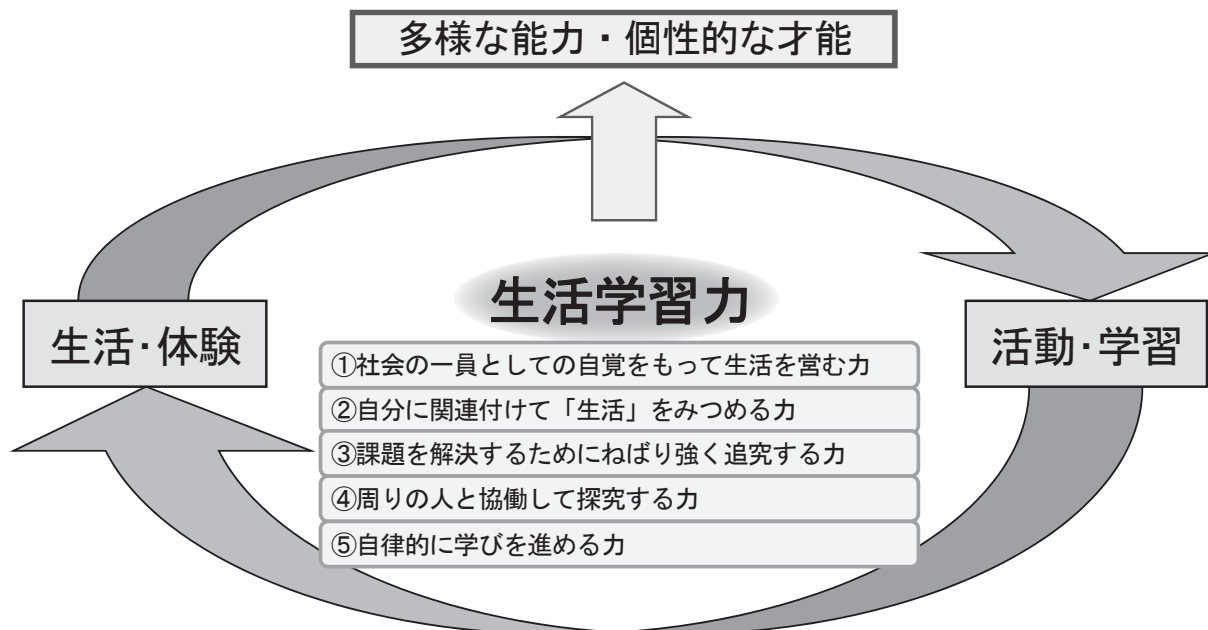 多様な能力・個性的な才能
生活学習力
生活・体験
活動・学習
①社会の一員としての自覚をもって生活を営む力
②自分に関連付けて「生活」をみつめる力
③課題を解決するためにねばり強く追究する力
④周りの人と協働して探究する力
⑤自律的に学びを進める力